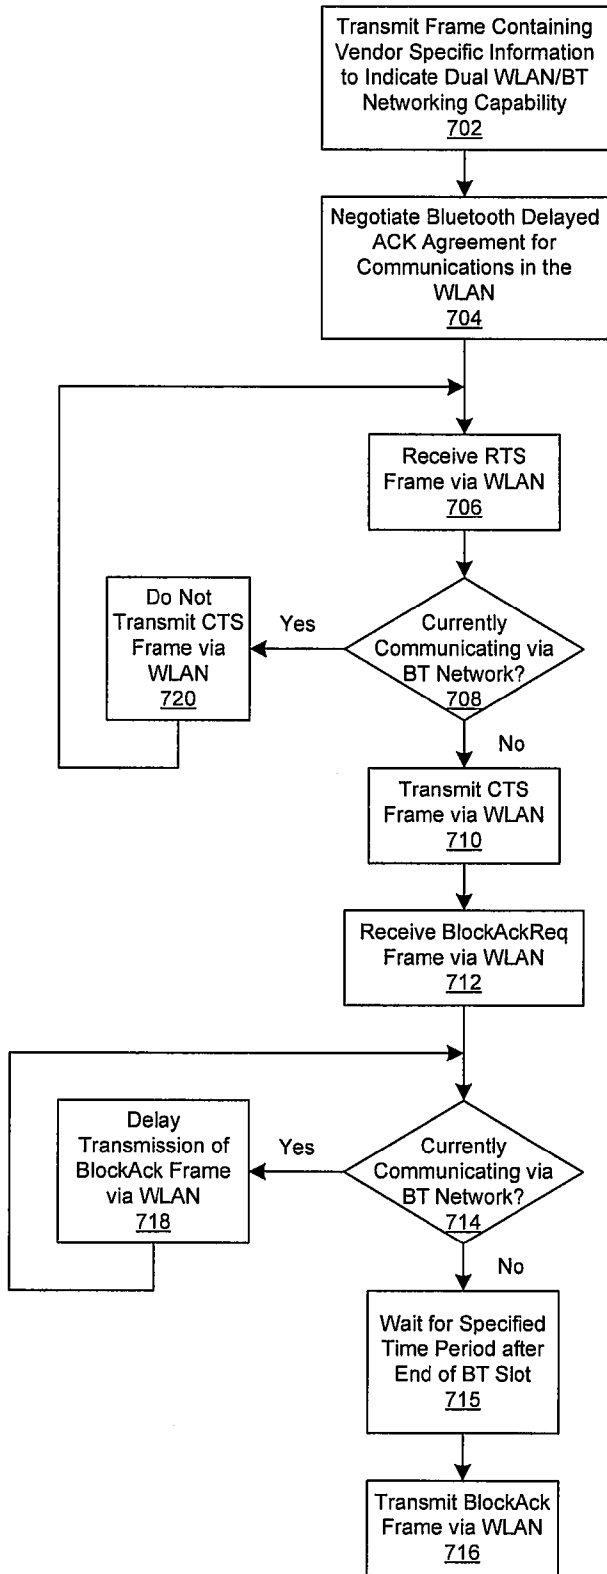 Transmit Frame Containing
Vendor Specific Information
to Indicate Dual WLAN/BT
Networking Capability
702
Negotiate Bluetooth Delayed
ACK Agreement for
Communications in the
WLAN
704
Receive RTS
Frame via WLAN
706
Do Not
Transmit CTS
Frame via
WLAN
720
Yes
Currently
Communicating via
BT Network?
708
No
Transmit CTS
Frame via WLAN
710
Receive BlockAckReq
Frame via WLAN
712
Delay
Transmission of
BlockAck Frame
via WLAN
718
Yes
Currently
Communicating via
BT Network?
714
No
Wait for Specified
Time Period after
End of BT Slot
715
Transmit BlockAck
Frame via WLAN
716